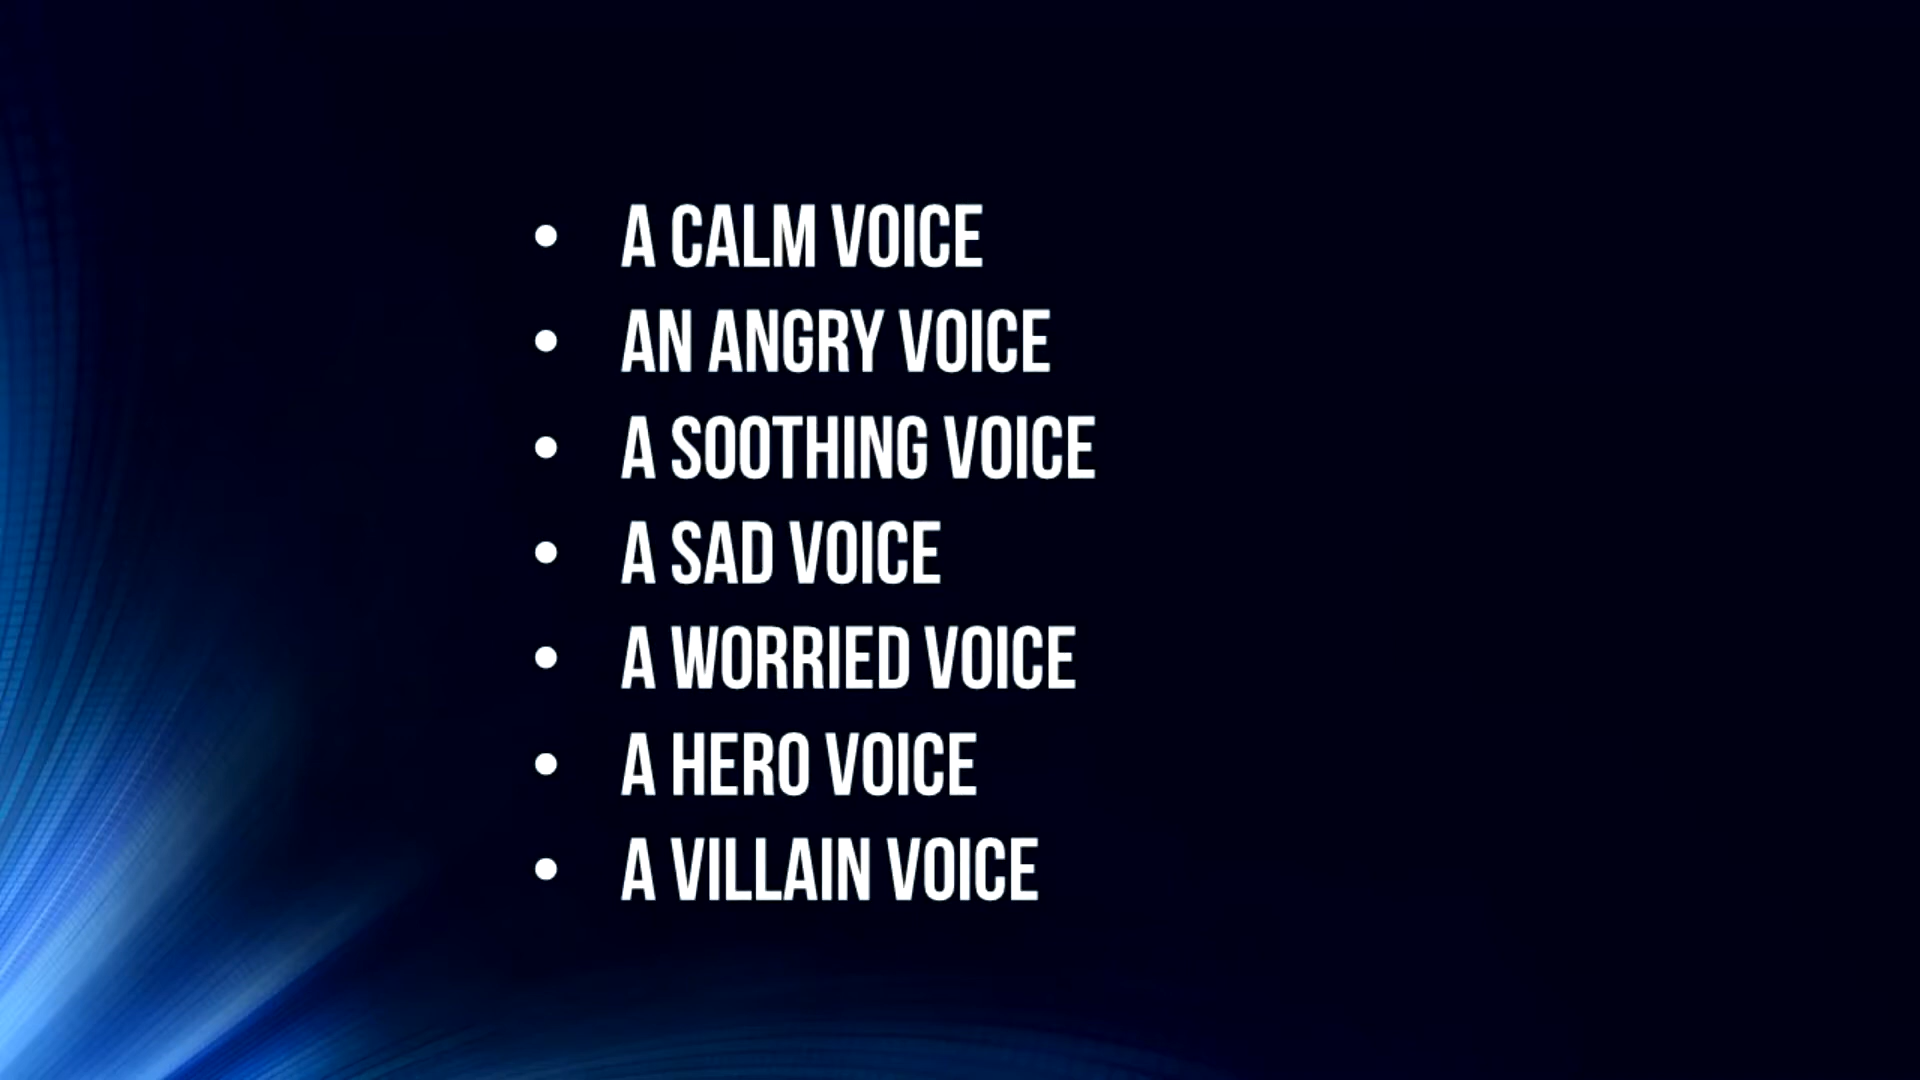 • A CALM VOICE
• AN ANGRY VOICE
• A SOOTHING VOICE
• A SAD VOICE
• A WORRIED VOICE
• A HERO VOICE
• A VILLAIN VOICE